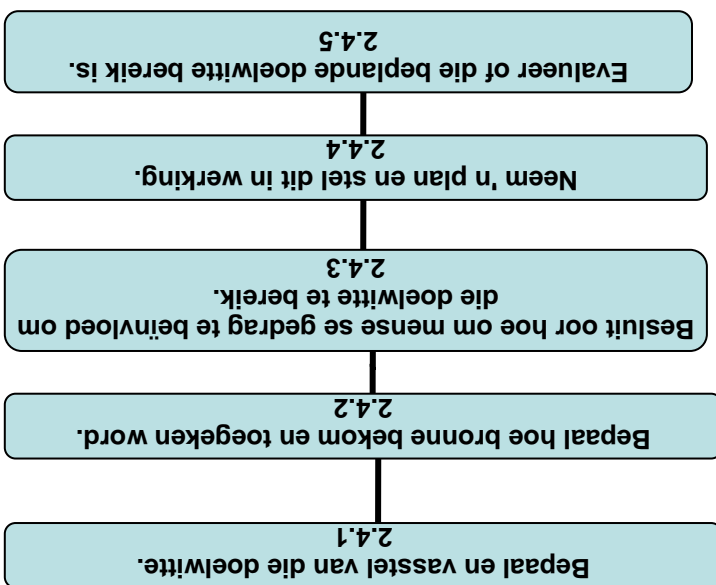 Bepaal en vasstel van die doelwitte.
2.4.1
Bepaal hoe bronne bekom en toegeken word.
2.4.2
Besluit oor hoe om mense se gedrag te beïnvloed om
die doelwitte te bereik.
2.4.3
Neem 'n plan en stel dit in werking.
2.4.4
Evalueer of die beplande doelwitte bereik is.
2.4.5